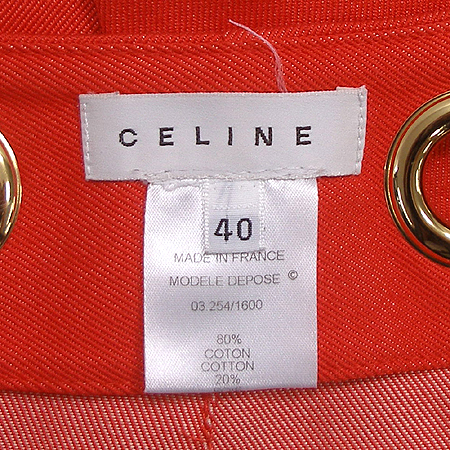 CELINE
40
MADE IN FRANCE
MODELE DEPOSE ©
03.254/1600
80%
COTON
COTTON
20%